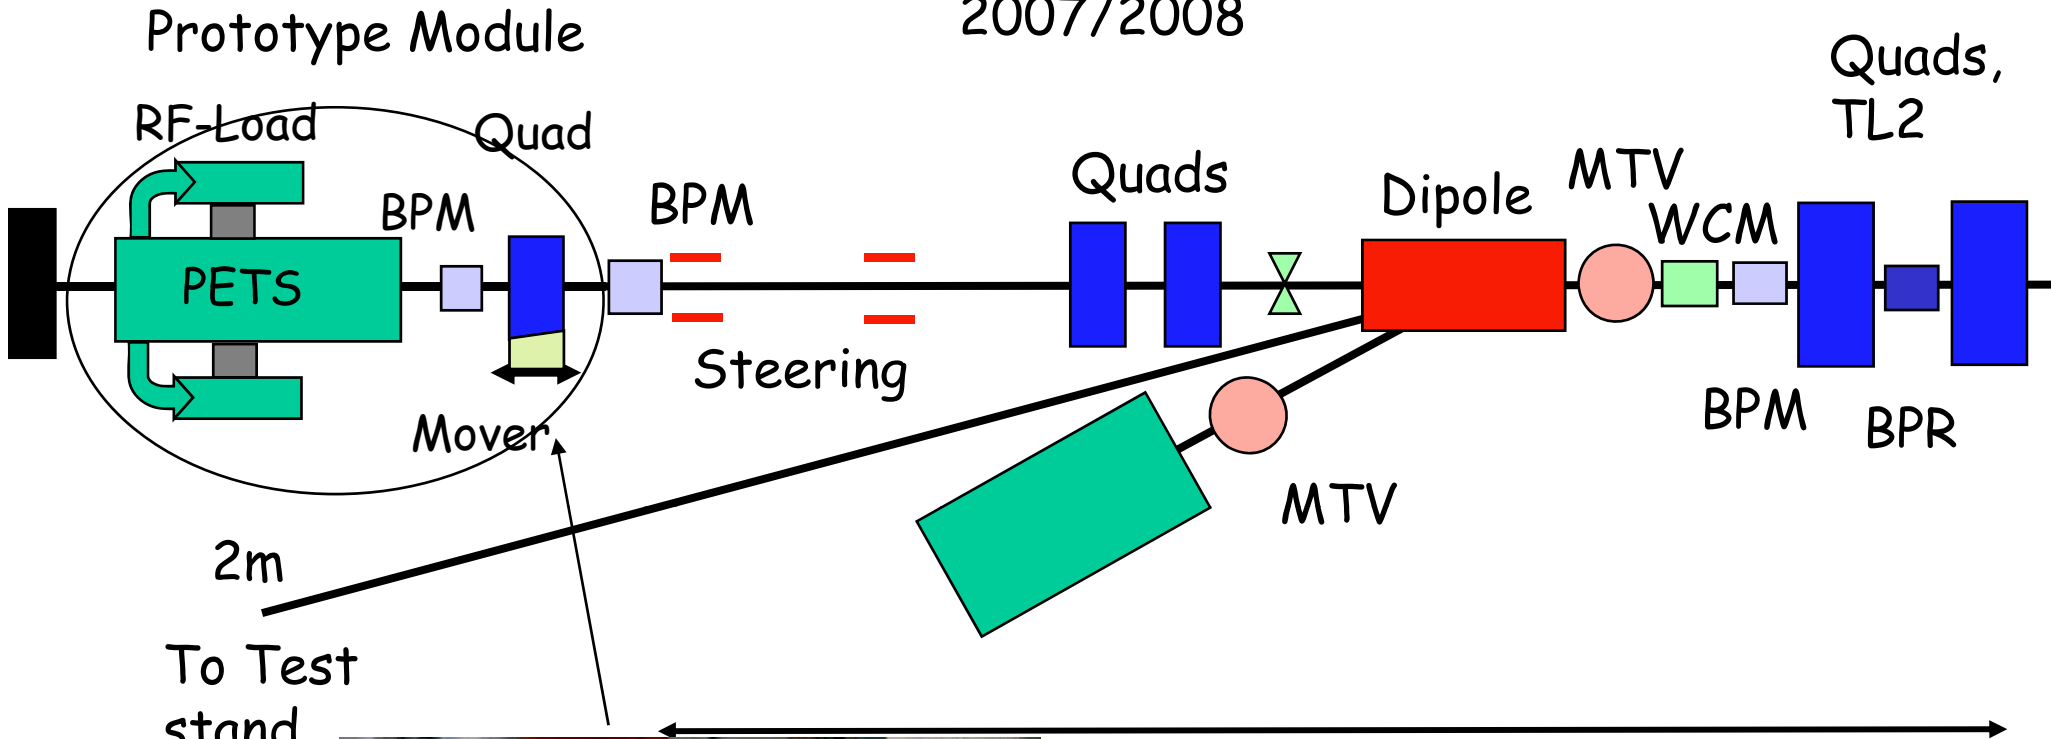 Prototype Module
2007/2008
Quads,
TL2
RF-Load
Quad
BPM
BPM
Quads
Dipole
MTV
WCM
PETS
Steering
Mover
BPM
BPR
MTV
2m
To Test
stand